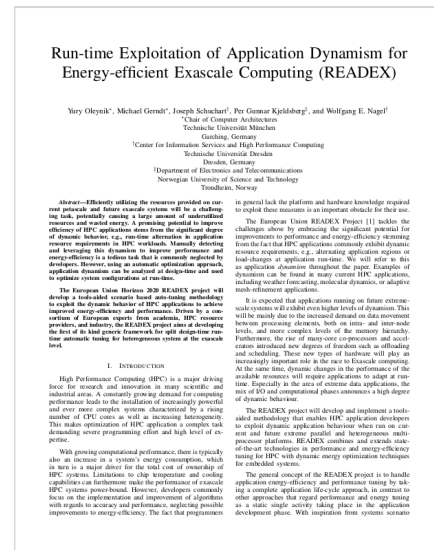 Run-time Exploitation of Application Dynamism for
Energy-efficient Exascale Computing (READEX)
Yury Oleynik*, Michael Gerndt*, Joseph Schuchart†, Per Gunnar Kjeldsberg‡, and Wolfgang E. Nagel†
*Chair of Computer Architectures
Technische Universität München
Garching, Germany
†Center for Information Services and High Performance Computing
Technische Universität Dresden
Dresden, Germany
‡Department of Electronics and Telecommunications
Norwegian University of Science and Technology
Trondheim, Norway
Abstract—Efficiently utilizing the resources provided on cur-
rent petascale and future exascale systems will be a challeng-
ing task, potentially causing a large amount of underutilized
resources and wasted energy. A promising potential to improve
efficiency of HPC applications stems from the significant degree
of dynamic behavior, e.g., run-time alternation in application
resource requirements in HPC workloads. Manually detecting
and leveraging this dynamism to improve performance and
energy-efficiency is a tedious task that is commonly neglected by
developers. However, using an automatic optimization approach,
application dynamism can be analyzed at design-time and used
to optimize system configurations at run-time.
The European Union Horizon 2020 READEX project will
develop a tools-aided scenario based auto-tuning methodology
to exploit the dynamic behavior of HPC applications to achieve
improved energy-efficiency and performance. Driven by a con-
sortium of European experts from academia, HPC resource
providers, and industry, the READEX project aims at developing
the first of its kind generic framework for split design-time run-
time automatic tuning for heterogeneous system at the exascale
level.
I. INTRODUCTION
High Performance Computing (HPC) is a major driving
force for research and innovation in many scientific and
industrial areas. A constantly growing demand for computing
performance leads to the installation of increasingly powerful
and ever more complex systems characterized by a rising
number of CPU cores as well as increasing heterogeneity.
This makes optimization of HPC application a complex task
demanding severe programming effort and high level of ex-
pertise.
With growing computational performance, there is typically
also an increase in a system's energy consumption, which
in turn is a major driver for the total cost of ownership
of HPC systems. Limitations to chip temperature and cooling
capabilities can furthermore make the performance of exascale
HPC systems power-bound. However, developers commonly
focus on the implementation and improvement of algorithms
with regards to accuracy and performance, neglecting possible
improvements to energy-efficiency. The fact that programmers
in general lack the platform and hardware knowledge required
to exploit these measures is an important obstacle for their use.
The European Union READEX Project [1] tackles the
challenges above by embracing the significant potential for
improvements to performance and energy-efficiency stemming
from the fact that HPC applications commonly exhibit dynamic
resource requirements, e.g., alternating application regions or
load-changes at application run-time. We will refer to this
as application dynamism throughout the paper. Examples of
dynamism can be found in many current HPC applications,
including weather forecasting, molecular dynamics, or adaptive
mesh-refinement applications.
It is expected that applications running on future extreme-
scale systems will exhibit even higher levels of dynamism. This
will be mainly due to the increased demand on data movement
between processing elements, both on intra- and inter-node
levels, and more complex levels of the memory hierarchy.
Furthermore, the rise of many-core co-processors and accel-
erators introduced new degrees of freedom such as offloading
and scheduling. These new types of hardware will play an
increasingly important role in the race to Exascale computing.
At the same time, dynamic changes in the performance of the
available resources will require applications to adapt at run-
time. Especially in the area of extreme data applications, the
mix of I/O and computational phases announces a high degree
of dynamic behaviour.
The READEX project will develop and implement a tools-
aided methodology that enables HPC application developers
to exploit dynamic application behaviour when run on cur-
rent and future extreme parallel and heterogeneous multi-
processor platforms. READEX combines and extends state-
of-the-art technologies in performance and energy-efficiency
tuning for HPC with dynamic energy optimization techniques
for embedded systems.
The general concept of the READEX project is to handle
application energy-efficiency and performance tuning by tak-
ing a complete application life-cycle approach, in contrast to
other approaches that regard performance and energy tuning
as a static single activity taking place in the application
development phase. With inspiration from systems scenario